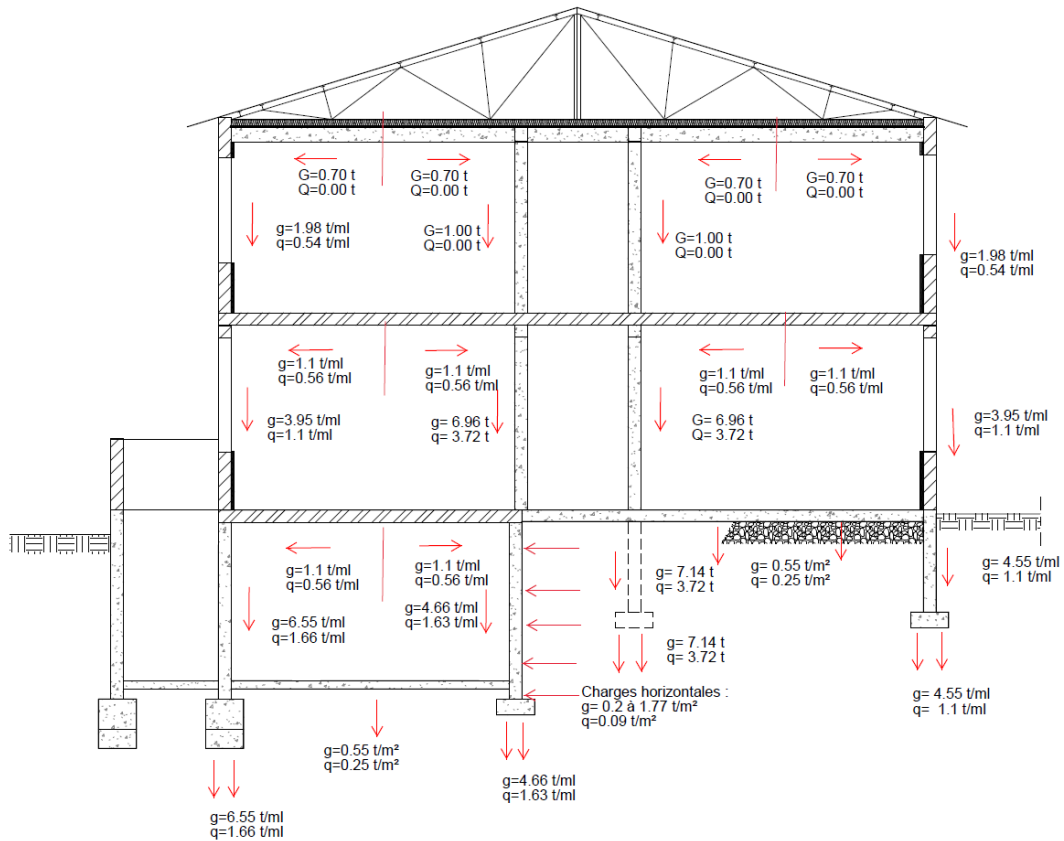 G=0.70 t
Q=0.00 t
G=0.70 t
Q=0.00 t
G=0.70 t
Q=0.00 t
G=0.70 t
Q=0.00 t
g=1.98 t/ml
q=0.54 t/ml
G=1.00 t
Q=0.00 t
G=1.00 t
Q=0.00 t
g=1.98 t/ml
q=0.54 t/ml
g=1.1 t/ml
q=0.56 t/ml
g=1.1 t/ml
q=0.56 t/ml
g=1.1 t/ml
q=0.56 t/ml
g=1.1 t/ml
q=0.56 t/ml
g=3.95 t/ml
q=1.1 t/ml
g= 6.96 t
q= 3.72 t
G= 6.96 t
Q= 3.72 t
g=3.95 t/ml
q=1.1 t/ml
g=1.1 t/ml
q=0.56 t/ml
g=1.1 t/ml
q=0.56 t/ml
g= 7.14 t
q= 3.72 t
g= 0.55 t/m²
q= 0.25 t/m²
g= 4.55 t/ml
q= 1.1 t/ml
g=6.55 t/ml
q=1.66 t/ml
g=4.66 t/ml
q=1.63 t/ml
g= 7.14 t
q= 3.72 t
Charges horizontales :
g= 0.2 à 1.77 t/m²
q=0.09 t/m²
g= 4.55 t/ml
q= 1.1 t/ml
g=0.55 t/m²
q=0.25 t/m²
g=4.66 t/ml
q=1.63 t/ml
g=6.55 t/ml
q=1.66 t/ml